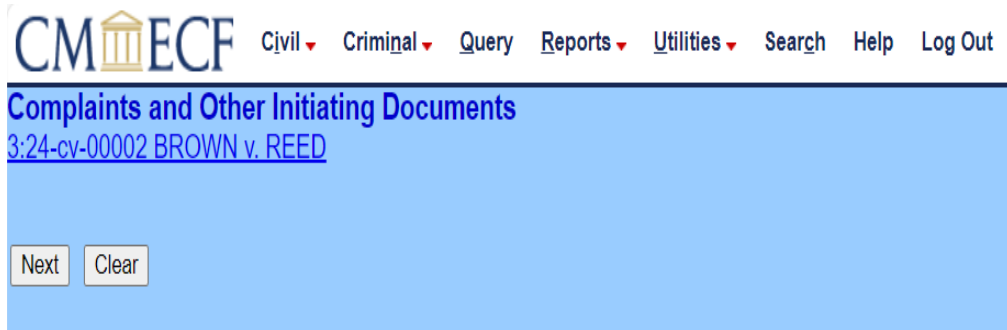 CM ECF Civil Criminal Query Reports Utilities Search Help Log Out
Complaints and Other Initiating Documents
3:24-cv-00002 BROWN v. REED
Next Clear